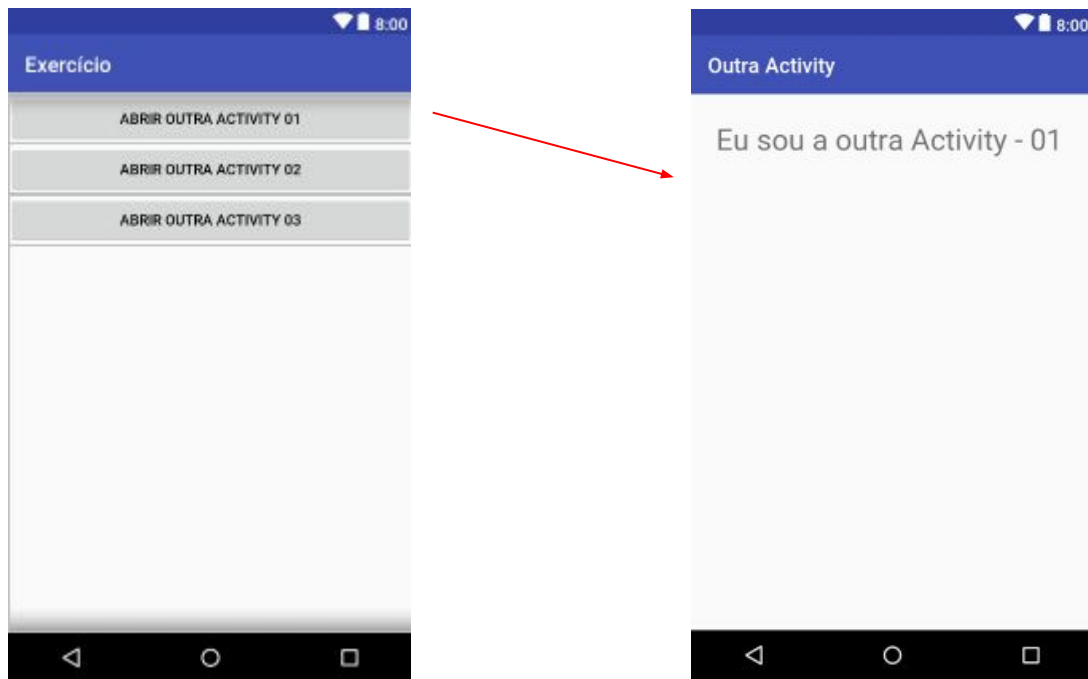 8:00
Exercício
ABRIR OUTRA ACTIVITY 01
ABRIR OUTRA ACTIVITY 02
ABRIR OUTRA ACTIVITY 03
8:00
Outra Activity
Eu sou a outra Activity - 01